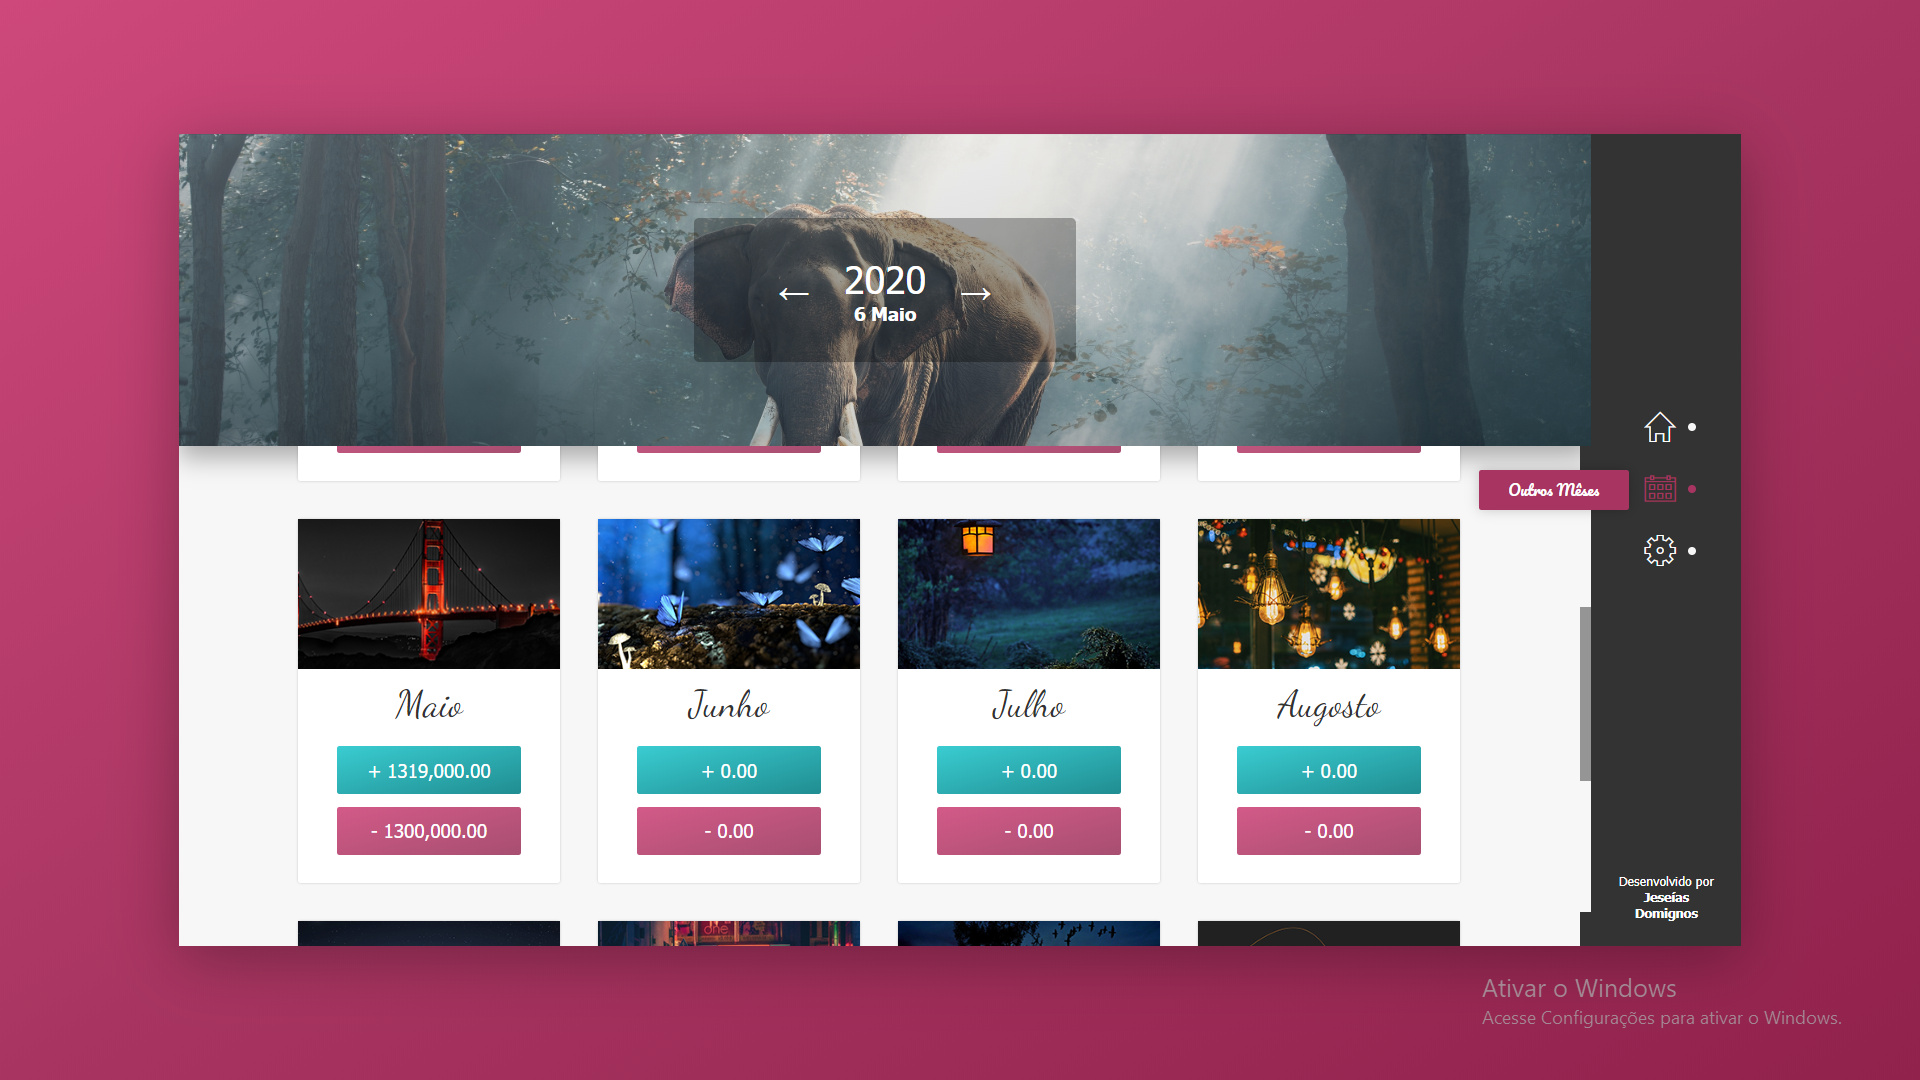 ←
2020
→
6 Maio
Outros Mêses
Maio
Junho
Julho
Augosto
+ 1319,000.00
+ 0.00
+ 0.00
+ 0.00
- 1300,000.00
- 0.00
- 0.00
- 0.00
one
Desenvolvido por
Jeseías
Domignos
Ativar o Windows
Acesse Configurações para ativar o Windows.